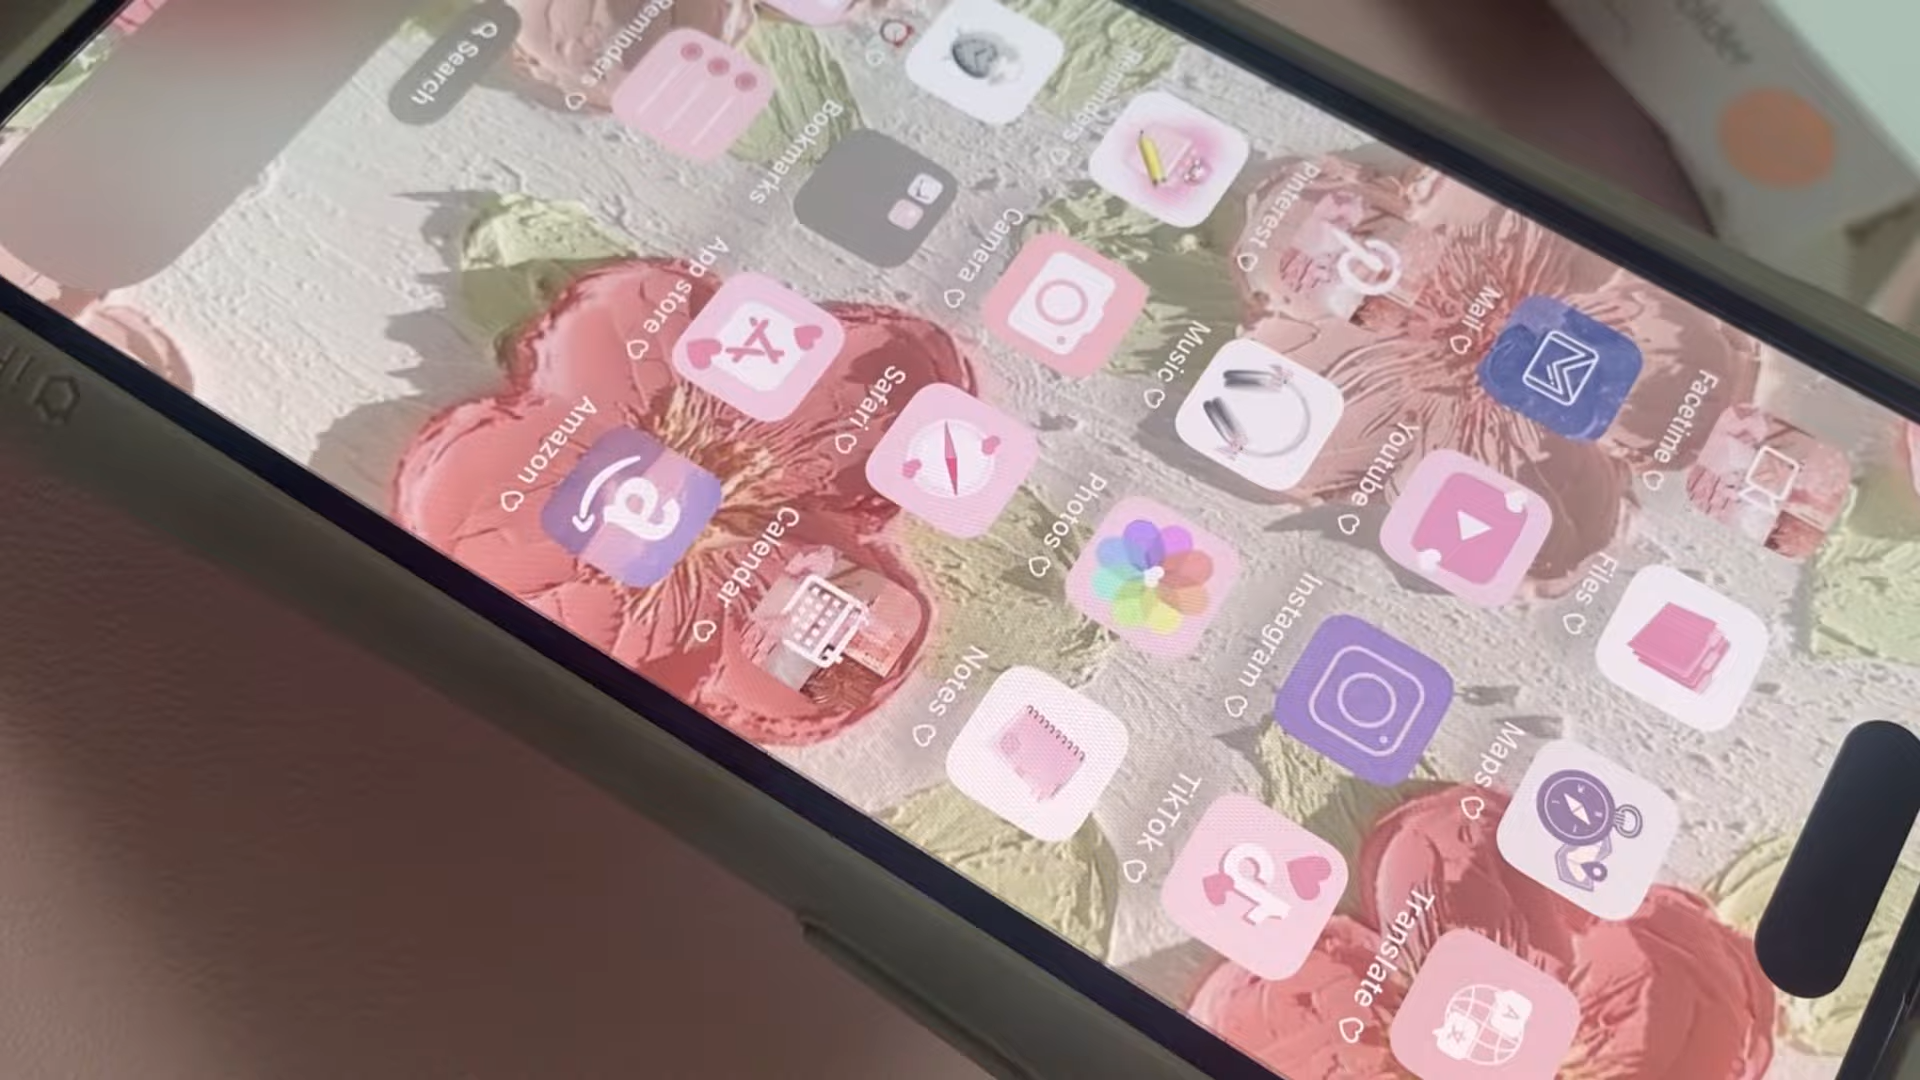 Facetime ♡
Files ♡
Maps ♡
Translate ♡
Mail ♡
Youtube ♡
Instagram ♡
TikTok ♡
Pinterest ♡
Music ♡
Photos ♡
Notes ♡
Reminders ♡
Camera ♡
Safari ♡
Calendar ♡
⏰ ♡
Bookmarks
App store ♡
Amazon ♡
Reminders ♡
Search